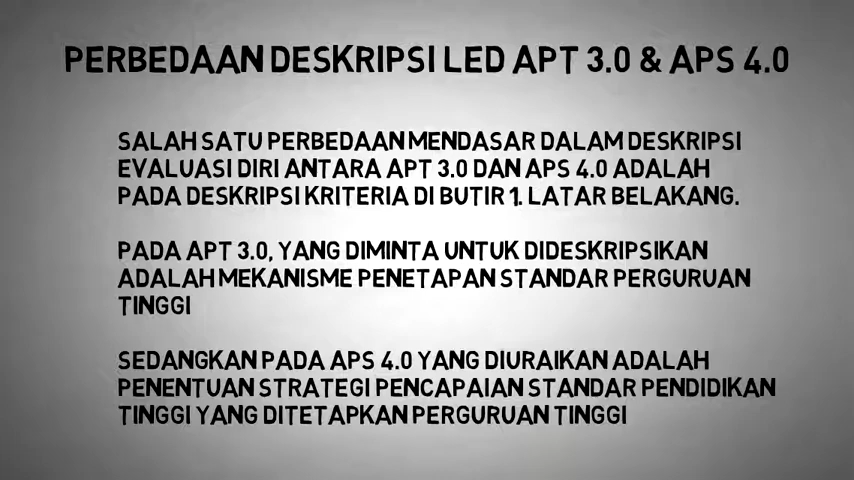 PERBEDAAN DESKRIPSI LED APT 3.0 & APS 4.0
SALAH SATU PERBEDAAN MENDASAR DALAM DESKRIPSI
EVALUASI DIRI ANTARA APT 3.0 DAN APS 4.0 ADALAH
PADA DESKRIPSI KRITERIA DI BUTIR 1. LATAR BELAKANG.
PADA APT 3.0, YANG DIMINTA UNTUK DIDESKRIPSIKAN
ADALAH MEKANISME PENETAPAN STANDAR PERGURUAN
TINGGI
SEDANGKAN PADA APS 4.0 YANG DIURAIKAN ADALAH
PENENTUAN STRATEGI PENCAPAIAN STANDAR PENDIDIKAN
TINGGI YANG DITETAPKAN PERGURUAN TINGGI